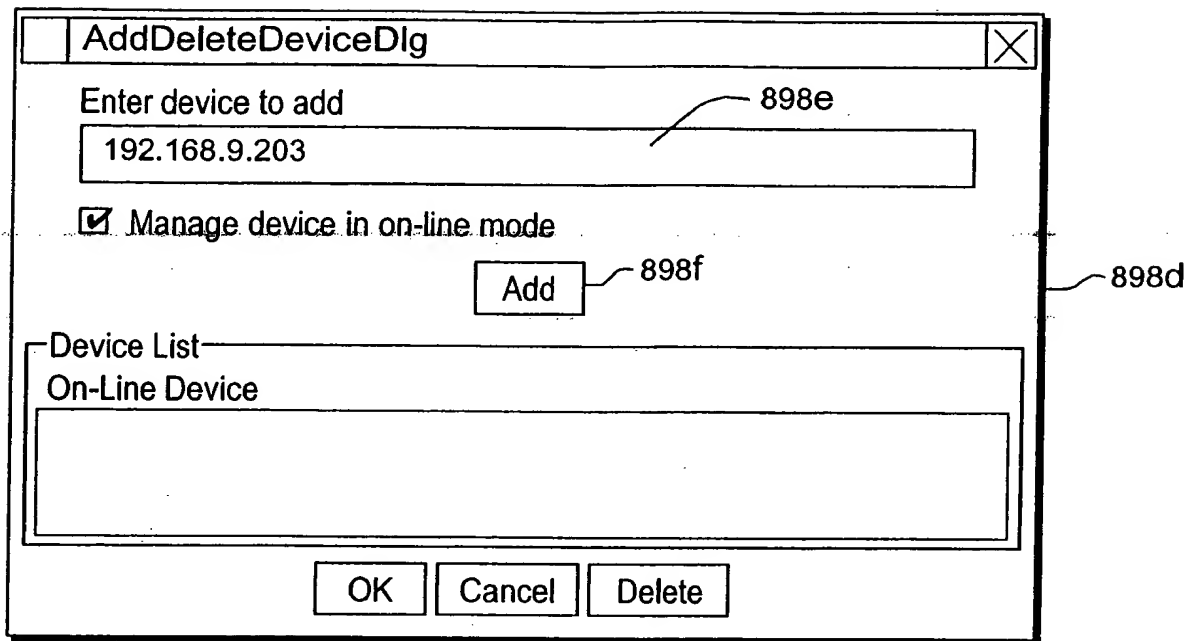 AddDeleteDeviceDlg
Enter device to add
898e
192.168.9.203
Manage device in on-line mode
Add
898f
898d
Device List
On-Line Device
OK Cancel Delete